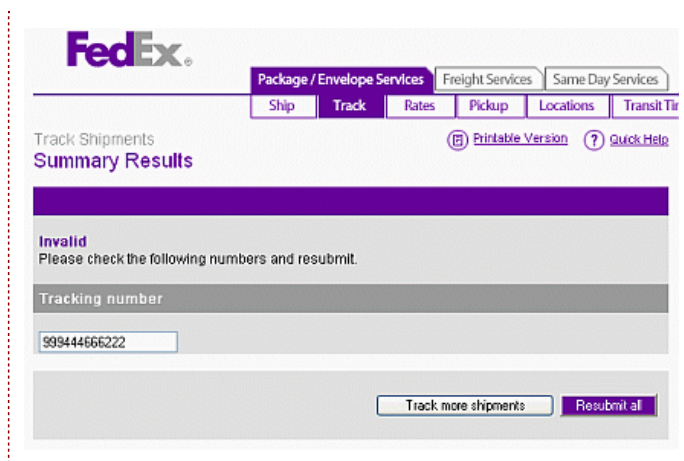 FedEx®
Package / Envelope Services Freight Services Same Day Services
Ship Track Rates Pickup Locations Transit
Track Shipments
Printable Version ? Quick Help
Summary Results
Invalid
Please check the following numbers and resubmit.
Tracking number
999444666222
Track more shipments Resubmit all